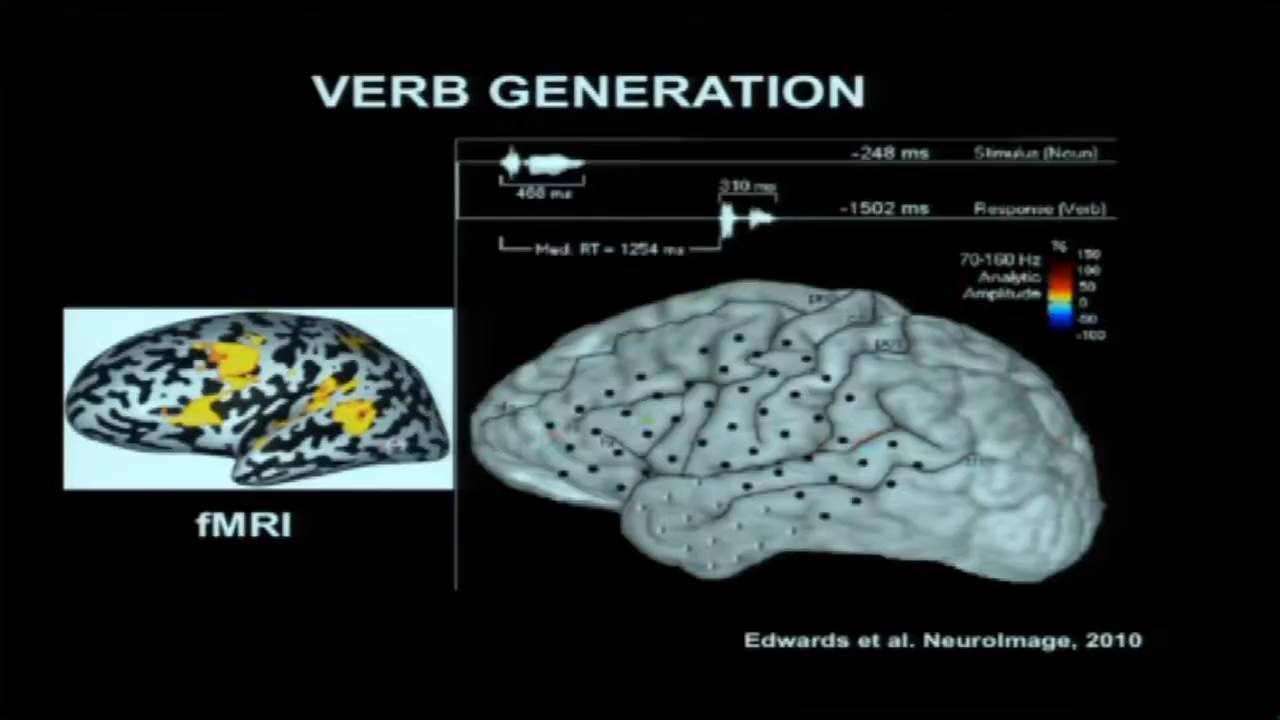 VERB GENERATION
-248 ms
Stimulus (Noun)
468 ms
310 ms
-1502 ms
Response (Verb)
Med. RT = 1254 ms
70-160 Hz
Analytic
Amplitude
%
150
100
50
0
-50
-100
fMRI
Edwards et al. NeuroImage, 2010